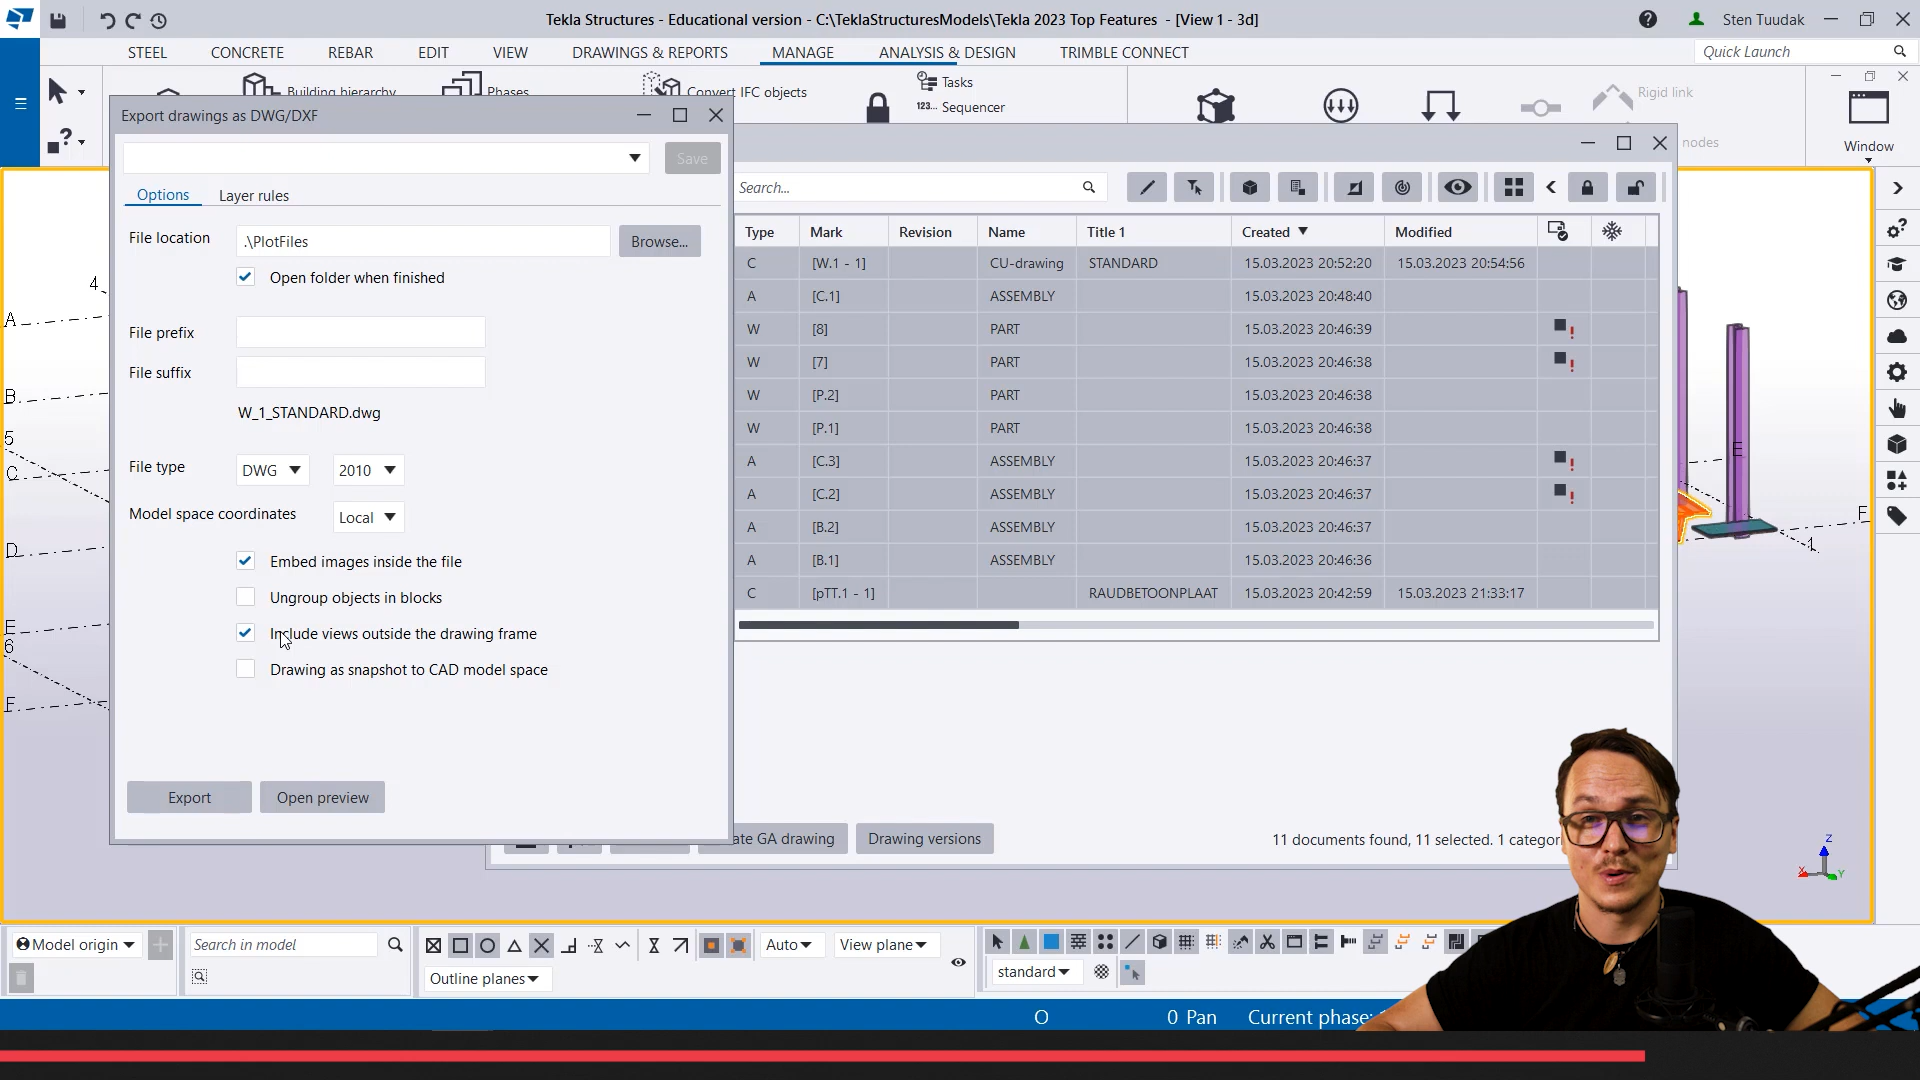 Tekla Structures - Educational version - C:\TeklaStructuresModels\Tekla 2023 Top Features - [View 1 - 3d]
Sten Tuudak
STEEL CONCRETE REBAR EDIT VIEW DRAWINGS & REPORTS MANAGE ANALYSIS & DESIGN TRIMBLE CONNECT
Quick Launch
Building hierarchy
Phases
Convert IFC objects
Tasks
123... Sequencer
Rigid link
nodes
Window
Export drawings as DWG/DXF
Save
Options Layer rules
File location .\PlotFiles Browse...
Open folder when finished
File prefix
File suffix
W_1_STANDARD.dwg
File type DWG 2010
Model space coordinates Local
Embed images inside the file
Ungroup objects in blocks
Include views outside the drawing frame
Drawing as snapshot to CAD model space
Export Open preview
Search...
Type Mark Revision Name Title 1 Created Modified
C [W.1 - 1] CU-drawing STANDARD 15.03.2023 20:52:20 15.03.2023 20:54:56
A [C.1] ASSEMBLY 15.03.2023 20:48:40
W [8] PART 15.03.2023 20:46:39
W [7] PART 15.03.2023 20:46:38
W [P.2] PART 15.03.2023 20:46:38
W [P.1] PART 15.03.2023 20:46:38
A [C.3] ASSEMBLY 15.03.2023 20:46:37
A [C.2] ASSEMBLY 15.03.2023 20:46:37
A [B.2] ASSEMBLY 15.03.2023 20:46:37
A [B.1] ASSEMBLY 15.03.2023 20:46:36
C [pTT.1 - 1] RAUDBETOONPLAAT 15.03.2023 20:42:59 15.03.2023 21:33:17
GA drawing Drawing versions
11 documents found, 11 selected. 1
4
A
B
5
C
D
E
6
F
E
F
1
Z
X
Y
Model origin
Search in model
Auto
View plane
Outline planes
standard
O 0 Pan Current phase: